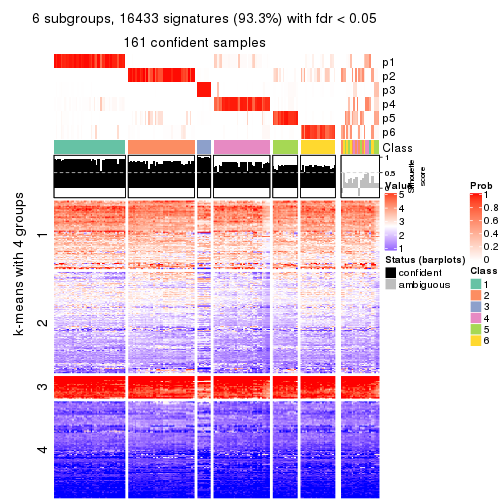 6 subgroups, 16433 signatures (93.3%) with fdr < 0.05
161 confident samples
p1
p2
p3
p4
p5
p6
Class
1
0.5
0
Silhouette
score
k-means with 4 groups
1
2
3
4
Value
5
4
3
2
1
Status (barplots)
confident
ambiguous
Prob
1
0.8
0.6
0.4
0.2
0
Class
1
2
3
4
5
6